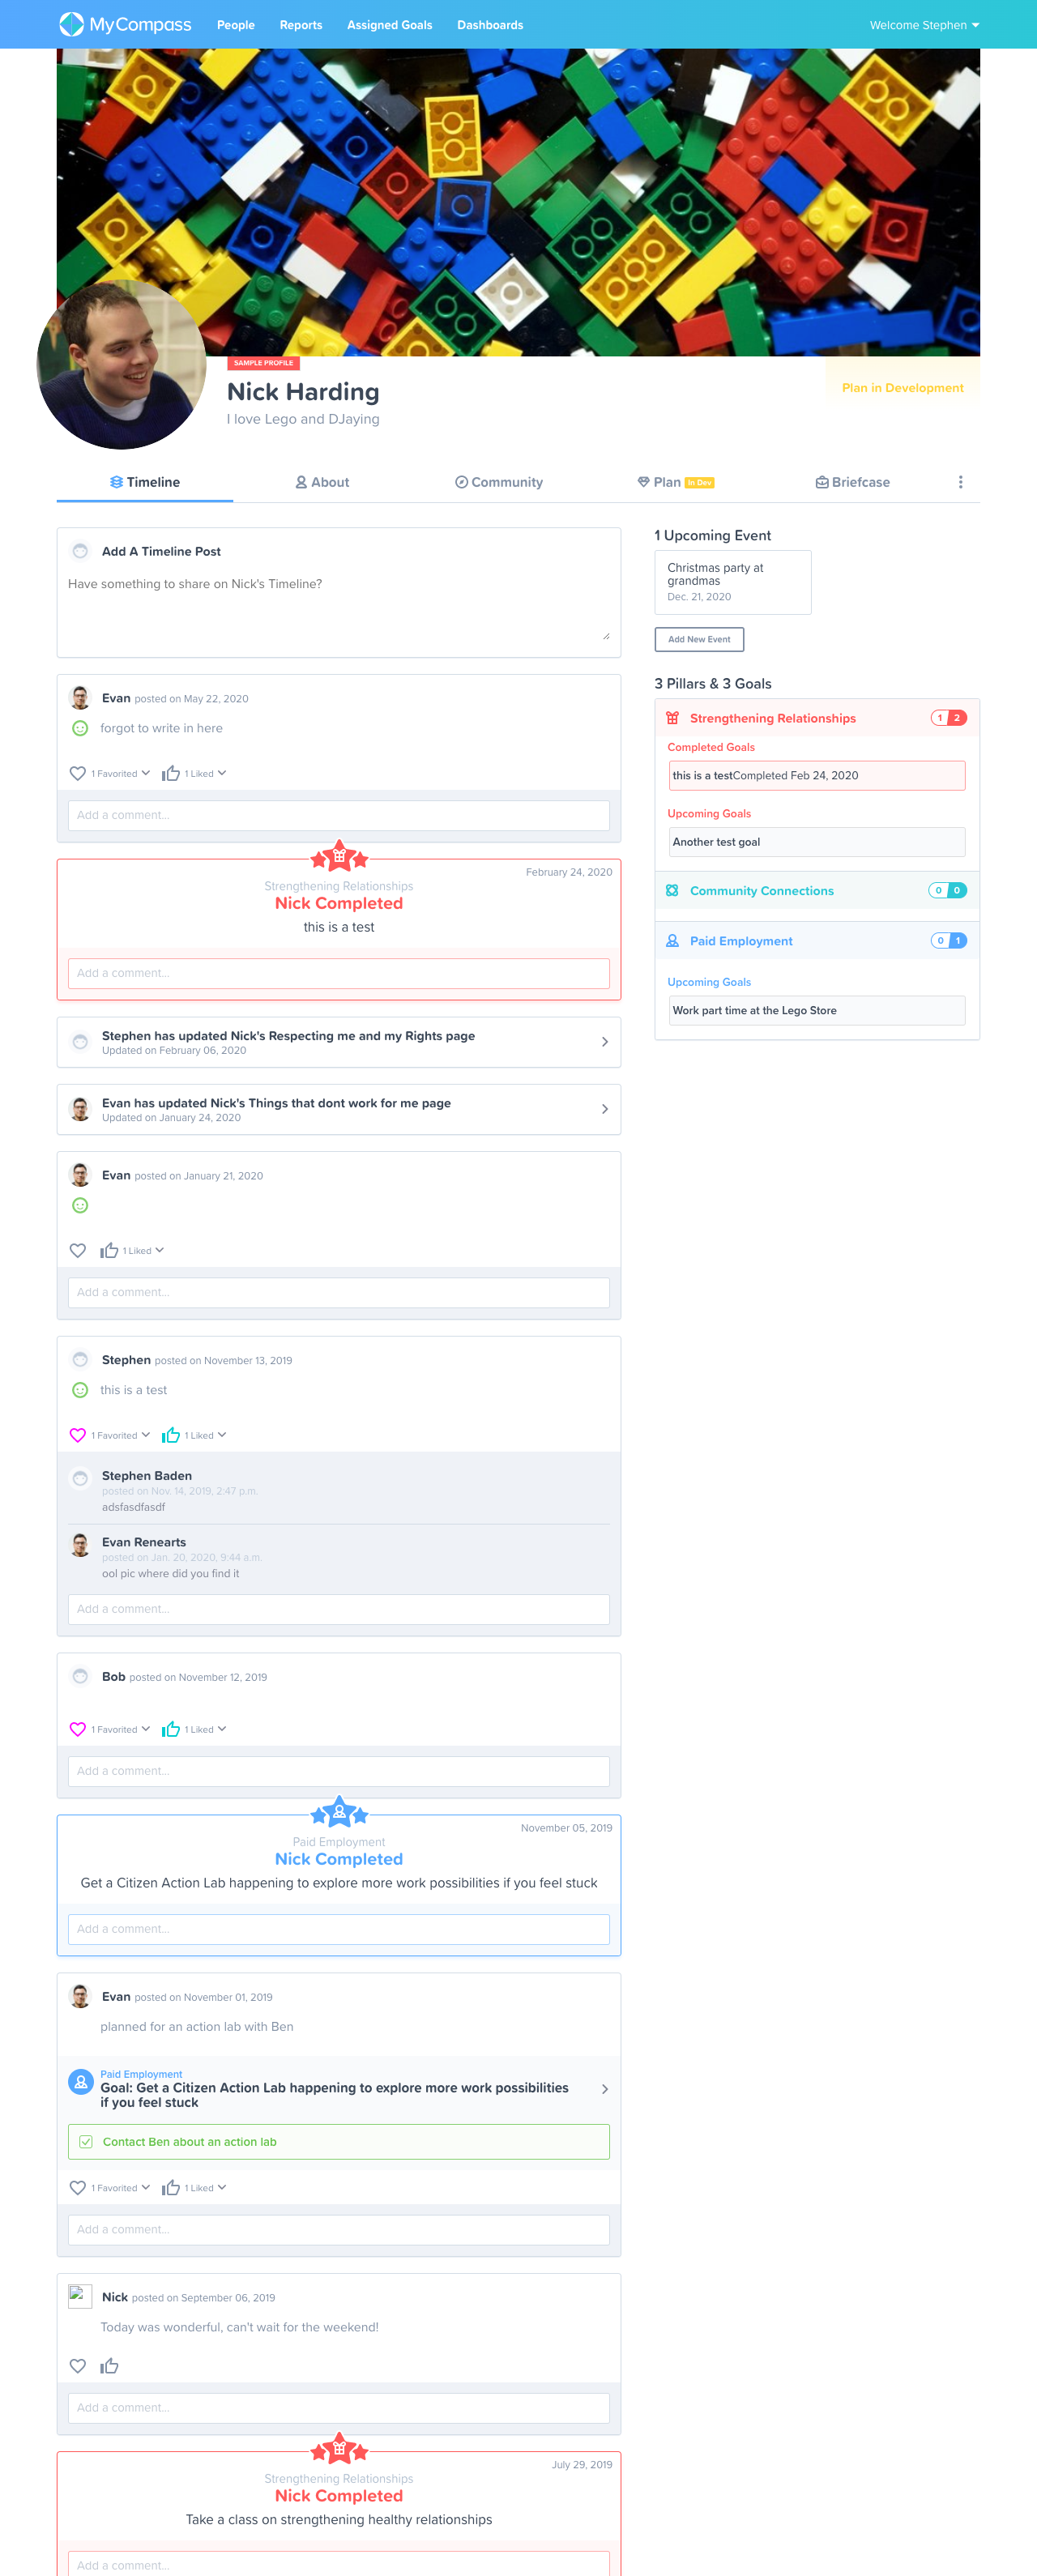 MyCompass People Reports Assigned Goals Dashboards Welcome Stephen
SAMPLE PROFILE
Nick Harding
I love Lego and DJaying
Plan in Development
Timeline About Community Plan In Dev Briefcase
Add A Timeline Post
Have something to share on Nick's Timeline?
Evan posted on May 22, 2020
forgot to write in here
1 Favorited 1 Liked
Add a comment...
February 24, 2020
Strengthening Relationships
Nick Completed
this is a test
Add a comment...
Stephen has updated Nick's Respecting me and my Rights page
Updated on February 06, 2020
Evan has updated Nick's Things that dont work for me page
Updated on January 24, 2020
Evan posted on January 21, 2020
1 Liked
Add a comment...
Stephen posted on November 13, 2019
this is a test
1 Favorited 1 Liked
Stephen Baden
posted on Nov. 14, 2019, 2:47 p.m.
adsfasdfasdf
Evan Renearts
posted on Jan. 20, 2020, 9:44 a.m.
ool pic where did you find it
Add a comment...
Bob posted on November 12, 2019
1 Favorited 1 Liked
Add a comment...
November 05, 2019
Paid Employment
Nick Completed
Get a Citizen Action Lab happening to explore more work possibilities if you feel stuck
Add a comment...
Evan posted on November 01, 2019
planned for an action lab with Ben
Paid Employment
Goal: Get a Citizen Action Lab happening to explore more work possibilities
if you feel stuck
Contact Ben about an action lab
1 Favorited 1 Liked
Add a comment...
Nick posted on September 06, 2019
Today was wonderful, can't wait for the weekend!
Add a comment...
July 29, 2019
Strengthening Relationships
Nick Completed
Take a class on strengthening healthy relationships
Add a comment...
1 Upcoming Event
Christmas party at
grandmas
Dec. 21, 2020
Add New Event
3 Pillars & 3 Goals
Strengthening Relationships 1 2
Completed Goals
this is a testCompleted Feb 24, 2020
Upcoming Goals
Another test goal
Community Connections 0 0
Paid Employment 0 1
Upcoming Goals
Work part time at the Lego Store